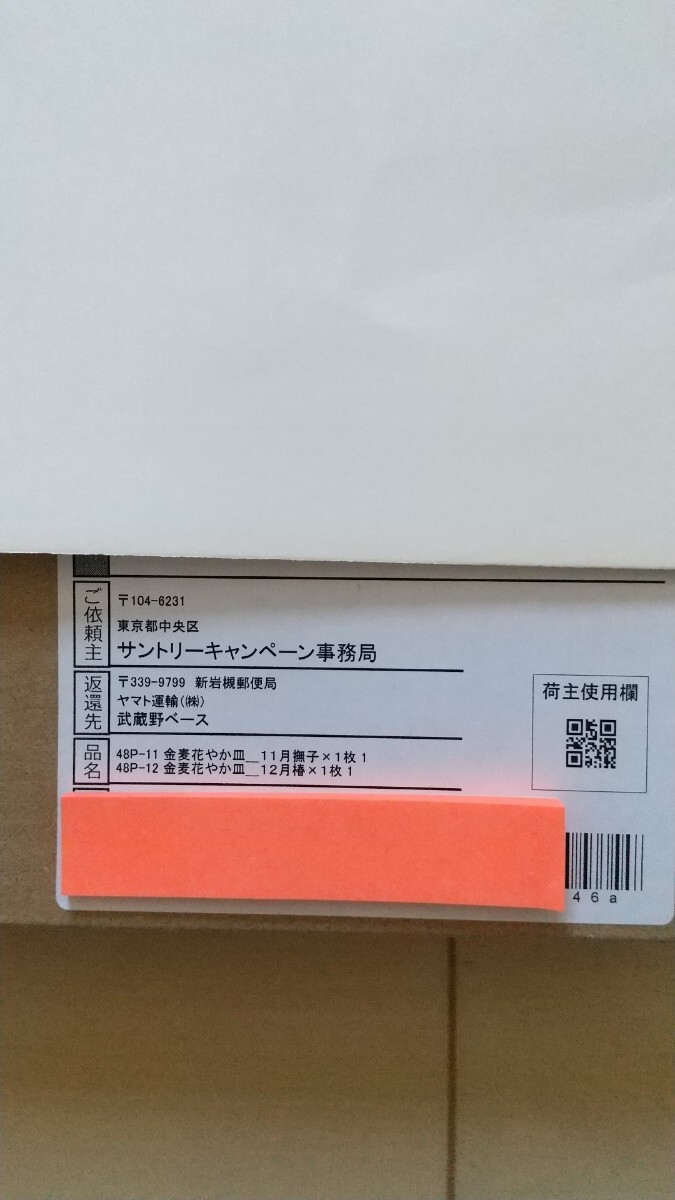 ご依頼主
〒104-6231
東京都中央区
サントリーキャンペーン事務局
返還先
〒339-9799 新岩槻郵便局
ヤマト運輸(㈱)
武蔵野ベース
荷主使用欄
品名
48P-11 金麦花やか皿__11月撫子×1枚 1
48P-12 金麦花やか皿__12月椿×1枚 1
46a